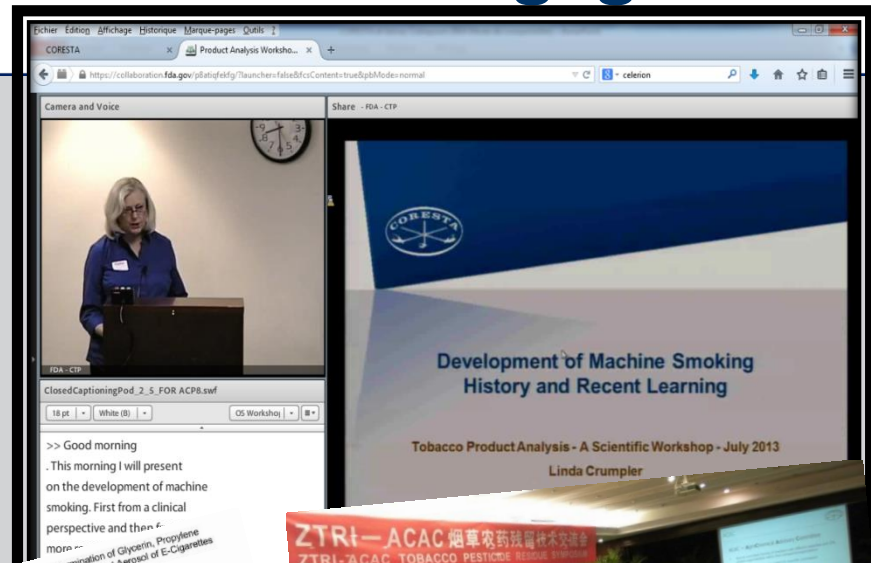 Fichier Édition Affichage Historique Marque-pages Outils ?
CORESTA
Product Analysis Worksho...
https://collaboration.fda.gov/p8atiqfekfg/?launcher=false&fcsContent=true&pbMode=normal
celerion
Camera and Voice
Share - FDA - CTP
CORESTA
FDA - CTP
Development of Machine Smoking
History and Recent Learning
Tobacco Product Analysis - A Scientific Workshop - July 2013
Linda Crumpler
ClosedCaptioningPod_2_5_FOR ACP8.swf
18 pt
White (B)
OS Workshop
>> Good morning
. This morning I will present
on the development of machine
smoking. First from a clinical
perspective and then
more
mination of Glycerin, Propylene
Aerosol of E-Cigarettes
ZTRI—ACAC 烟草农药残留技术交流会
ZTRI-ACAC TOBACCO PESTICIDE RESIDUE SYMPOSIUM